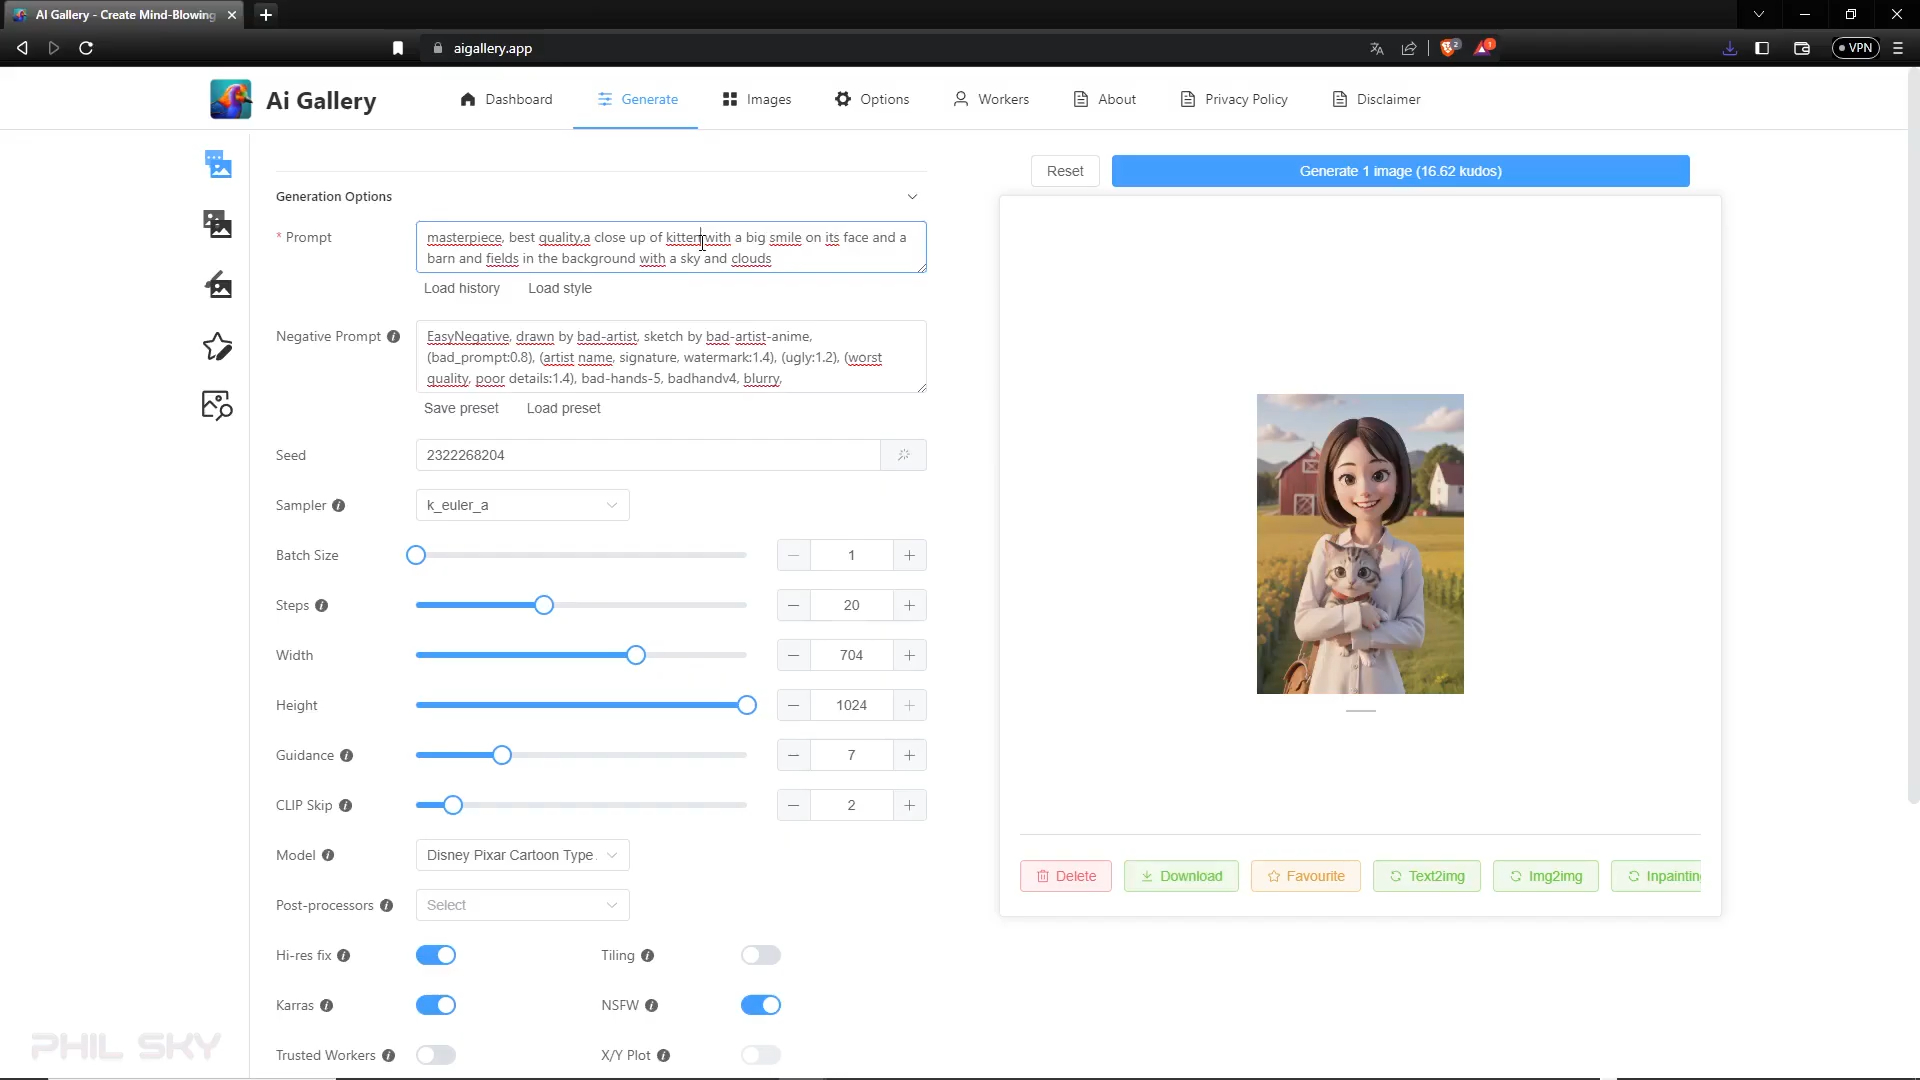 AI Gallery - Create Mind-Blowing
aigallery.app
2
1
VPN
Ai Gallery
Dashboard
Generate
Images
Options
Workers
About
Privacy Policy
Disclaimer
Reset
Generate 1 image (16.62 kudos)
Generation Options
* Prompt
masterpiece, best quality,a close up of kitten with a big smile on its face and a
barn and fields in the background with a sky and clouds
Load history
Load style
Negative Prompt
EasyNegative, drawn by bad-artist, sketch by bad-artist-anime,
(bad_prompt:0.8), (artist name, signature, watermark:1.4), (ugly:1.2), (worst
quality, poor details:1.4), bad-hands-5, badhandv4, blurry,
Save preset
Load preset
Seed
2322268204
Sampler
k_euler_a
Batch Size
1
Steps
20
Width
704
Height
1024
Guidance
7
CLIP Skip
2
Model
Disney Pixar Cartoon Type
Delete
Download
Favourite
Text2img
Img2img
Inpainting
Post-processors
Select
Hi-res fix
Tiling
Karras
NSFW
Trusted Workers
X/Y Plot
PHIL SKY